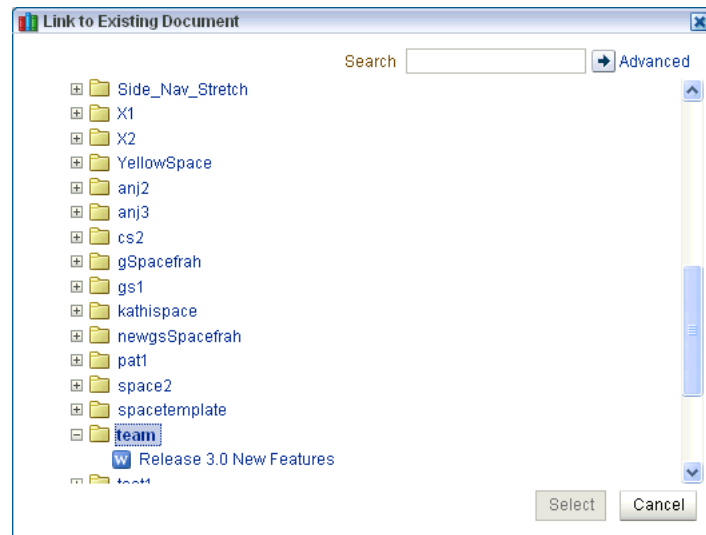 Link to Existing Document
Search Advanced
Side_Nav_Stretch
X1
X2
YellowSpace
anj2
anj3
cs2
gSpacefrah
gs1
kathispace
newgsSpacefrah
pat1
space2
spacetemplate
team
W Release 3.0 New Features
Select Cancel